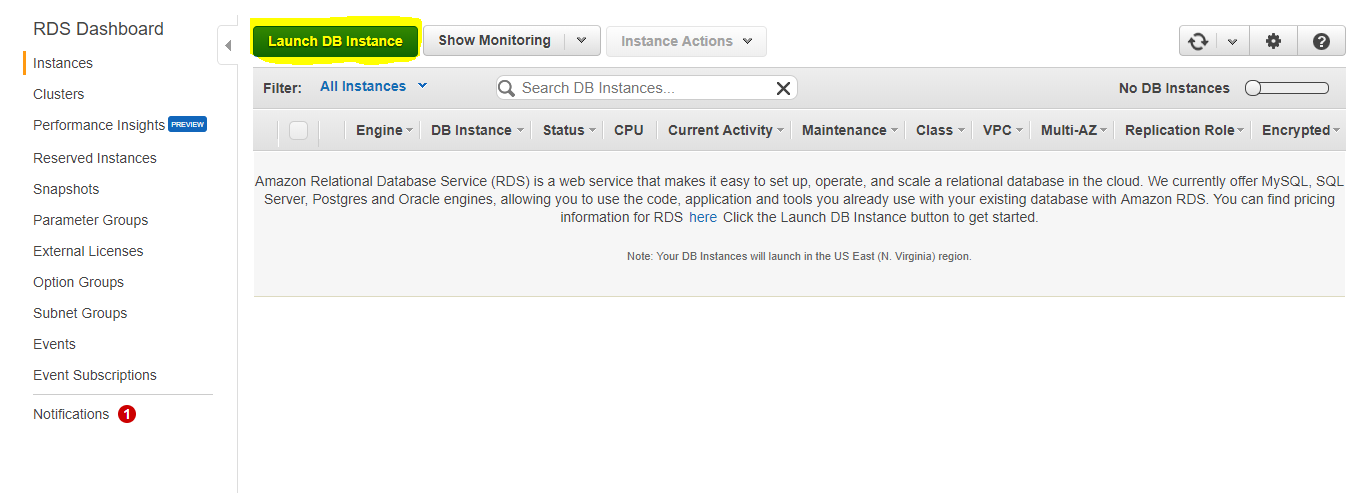 RDS Dashboard
Instances
Clusters
Performance Insights PREVIEW
Reserved Instances
Snapshots
Parameter Groups
External Licenses
Option Groups
Subnet Groups
Events
Event Subscriptions
Notifications 1
Launch DB Instance Show Monitoring Instance Actions
Filter: All Instances Search DB Instances... No DB Instances
Engine DB Instance Status CPU Current Activity Maintenance Class VPC Multi-AZ Replication Role Encrypted
Amazon Relational Database Service (RDS) is a web service that makes it easy to set up, operate, and scale a relational database in the cloud. We currently offer MySQL, SQL
Server, Postgres and Oracle engines, allowing you to use the code, application and tools you already use with your existing database with Amazon RDS. You can find pricing
information for RDS here Click the Launch DB Instance button to get started.
Note: Your DB Instances will launch in the US East (N. Virginia) region.